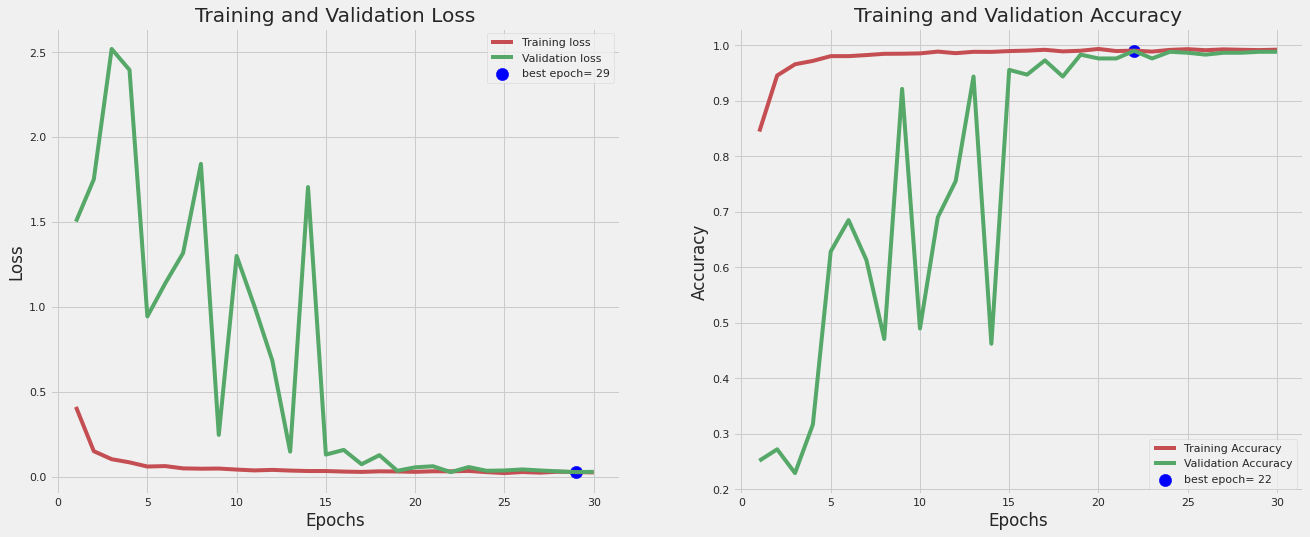 Training and Validation Loss
2.5
2.0
1.5
1.0
0.5
0.0
Loss
0 5 10 15 20 25 30
Epochs
Training loss
Validation loss
best epoch= 29
Training and Validation Accuracy
1.0
0.9
0.8
0.7
0.6
0.5
0.4
0.3
0.2
Accuracy
0 5 10 15 20 25 30
Epochs
Training Accuracy
Validation Accuracy
best epoch= 22